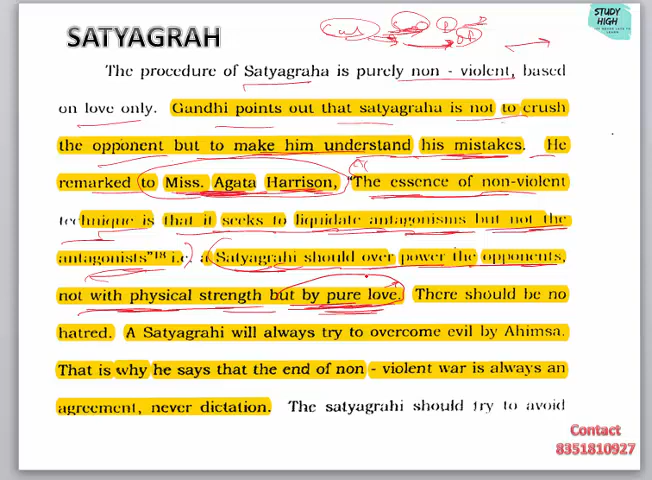 STUDY
HIGH
SATYAGRAH
The procedure of Satyagraha is purely non - violent, based
on love only. Gandhi points out that satyagraha is not to crush
the opponent but to make him understand his mistakes. He
remarked to Miss. Agata Harrison, "The essence of non-violent
technique is that it seeks to liquidate antagonisms but not the
antagonists"18 i.e. a Satyagrahi should over power the opponents,
not with physical strength but by pure love. There should be no
hatred. A Satyagrahi will always try to overcome evil by Ahimsa.
That is why he says that the end of non - violent war is always an
agreement, never dictation. The satyagrahi should try to avoid
Contact
8351810927